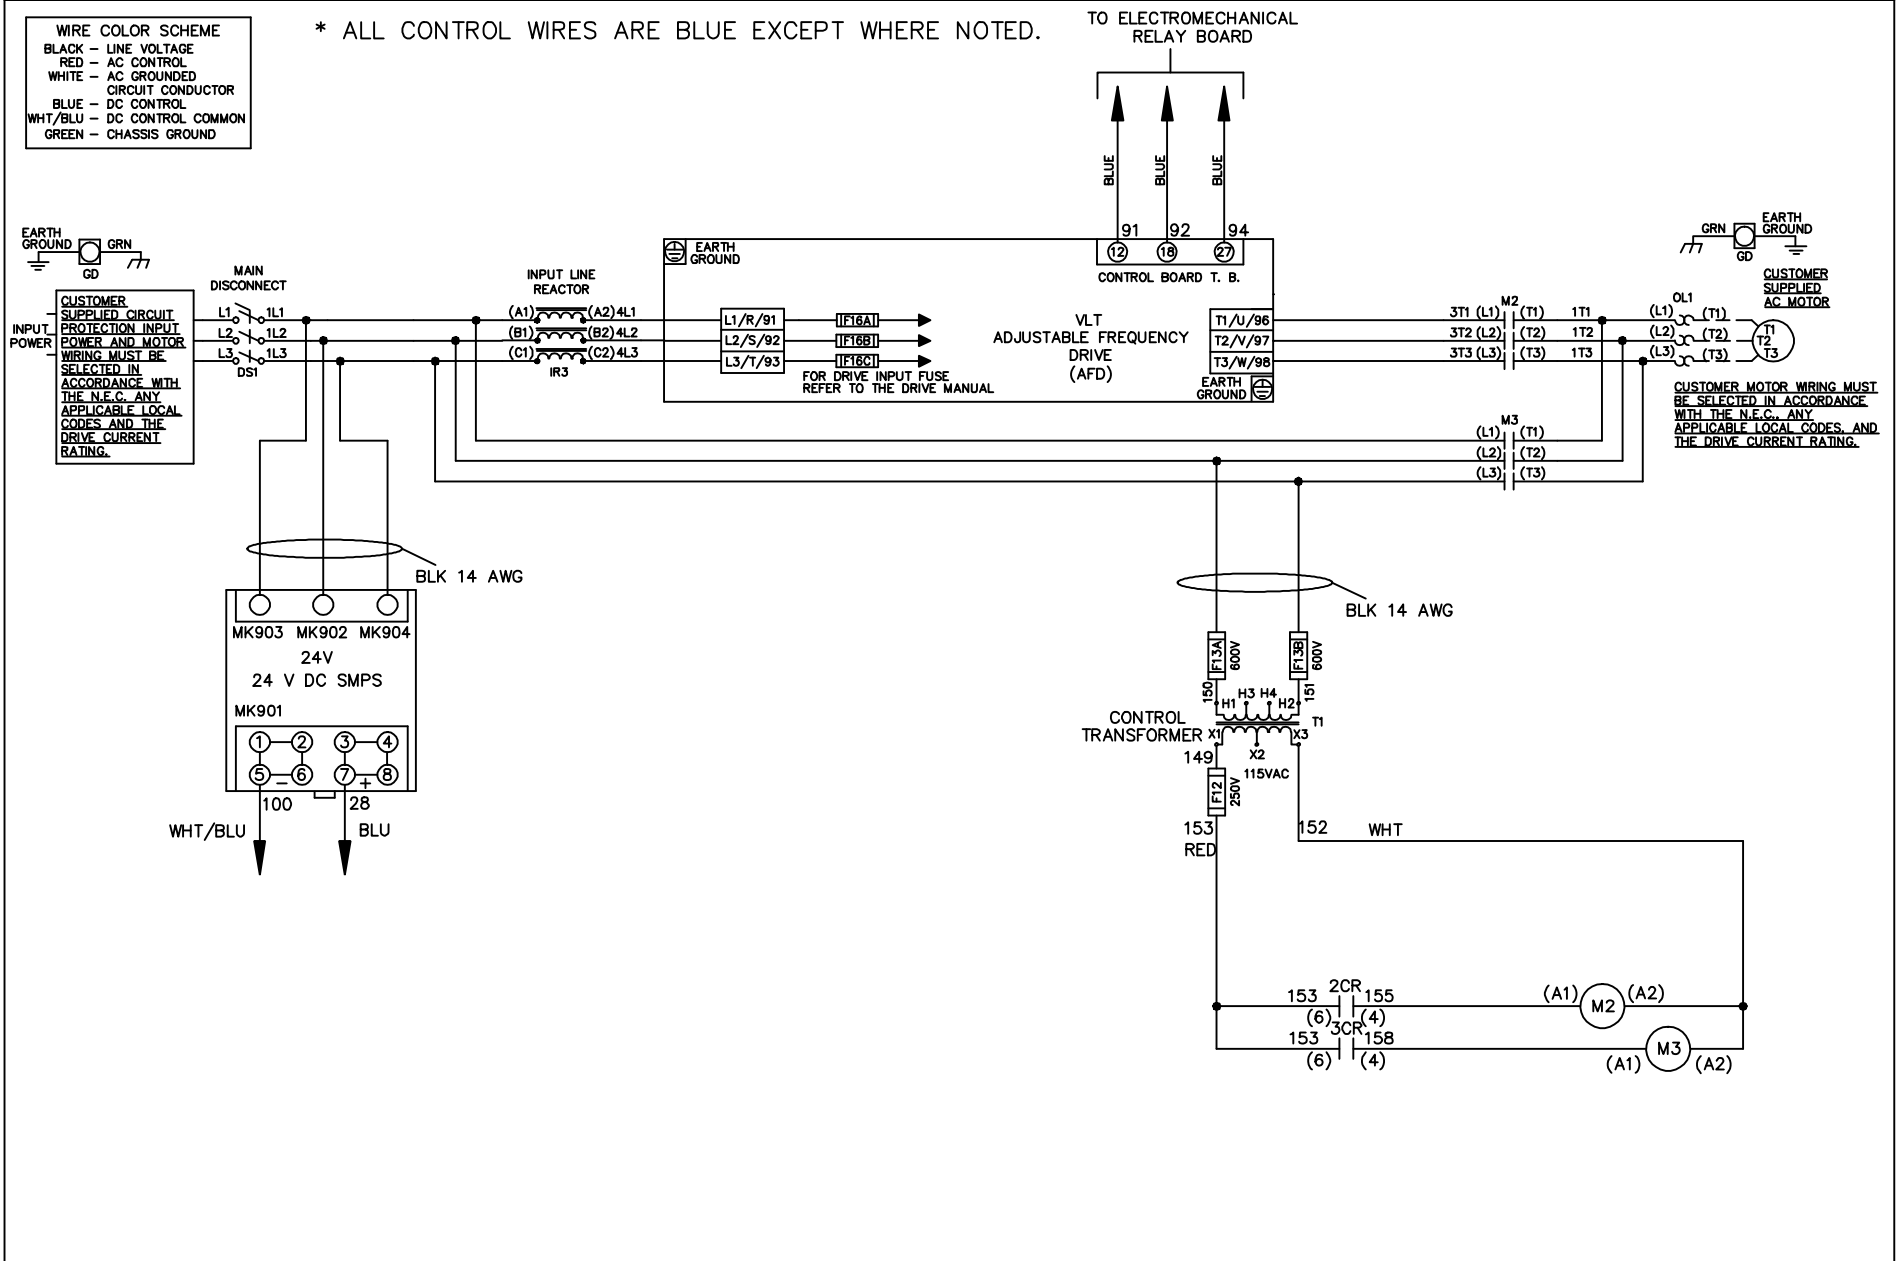 WIRE COLOR SCHEME
BLACK – LINE VOLTAGE
RED – AC CONTROL
WHITE – AC GROUNDED
CIRCUIT CONDUCTOR
BLUE – DC CONTROL
WHT/BLU – DC CONTROL COMMON
GREEN – CHASSIS GROUND
* ALL CONTROL WIRES ARE BLUE EXCEPT WHERE NOTED.
TO ELECTROMECHANICAL
RELAY BOARD
BLUE
BLUE
BLUE
91 92 94
12 18 27
CONTROL BOARD T. B.
EARTH
GROUND
GRN
GD
INPUT
POWER
CUSTOMER
SUPPLIED CIRCUIT
PROTECTION INPUT
POWER AND MOTOR
WIRING MUST BE
SELECTED IN
ACCORDANCE WITH
THE N.E.C. ANY
APPLICABLE LOCAL
CODES AND THE
DRIVE CURRENT
RATING.
MAIN
DISCONNECT
L1 1L1
L2 1L2
L3 1L3
DS1
INPUT LINE
REACTOR
(A1) (A2) 4L1
(B1) (B2) 4L2
(C1) (C2) 4L3
IR3
EARTH
GROUND
L1/R/91
L2/S/92
L3/T/93
IF16A
IF16B
IF16C
FOR DRIVE INPUT FUSE
REFER TO THE DRIVE MANUAL
VLT
ADJUSTABLE FREQUENCY
DRIVE
(AFD)
T1/U/96
T2/V/97
T3/W/98
EARTH
GROUND
M2
3T1 (L1) (T1) 1T1
3T2 (L2) (T2) 1T2
3T3 (L3) (T3) 1T3
M3
(L1) (T1)
(L2) (T2)
(L3) (T3)
OL1
(L1) (T1)
(L2) (T2)
(L3) (T3)
T1
T2
T3
GRN
GD
EARTH
GROUND
CUSTOMER
SUPPLIED
AC MOTOR
CUSTOMER MOTOR WIRING MUST
BE SELECTED IN ACCORDANCE
WITH THE N.E.C., ANY
APPLICABLE LOCAL CODES, AND
THE DRIVE CURRENT RATING.
BLK 14 AWG
MK903 MK902 MK904
24V
24 V DC SMPS
MK901
1 2 3 4
5 6 7 8
– +
100 28
WHT/BLU BLU
BLK 14 AWG
F13A
600V
F13B
600V
150
151
H1 H3 H4 H2
CONTROL
TRANSFORMER
T1
X1 X2 X3
149
115VAC
F12
250V
153
RED
152 WHT
2CR
153 155
(6) (4)
(A1) M2 (A2)
3CR
153 158
(6) (4)
(A1) M3 (A2)